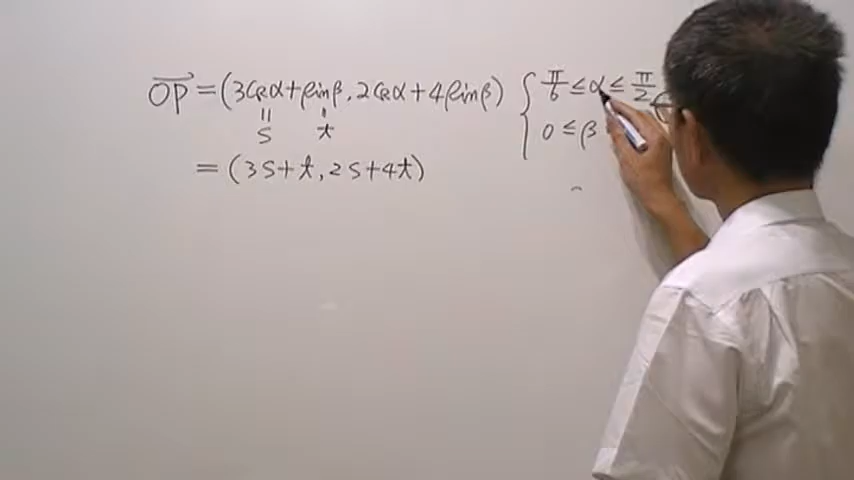 OP = (3cosα + sinβ, 2cosα + 4sinβ) { π/6 ≤ α ≤ π/2
0 ≤ β
s t
= (3s + t, 2s + 4t)